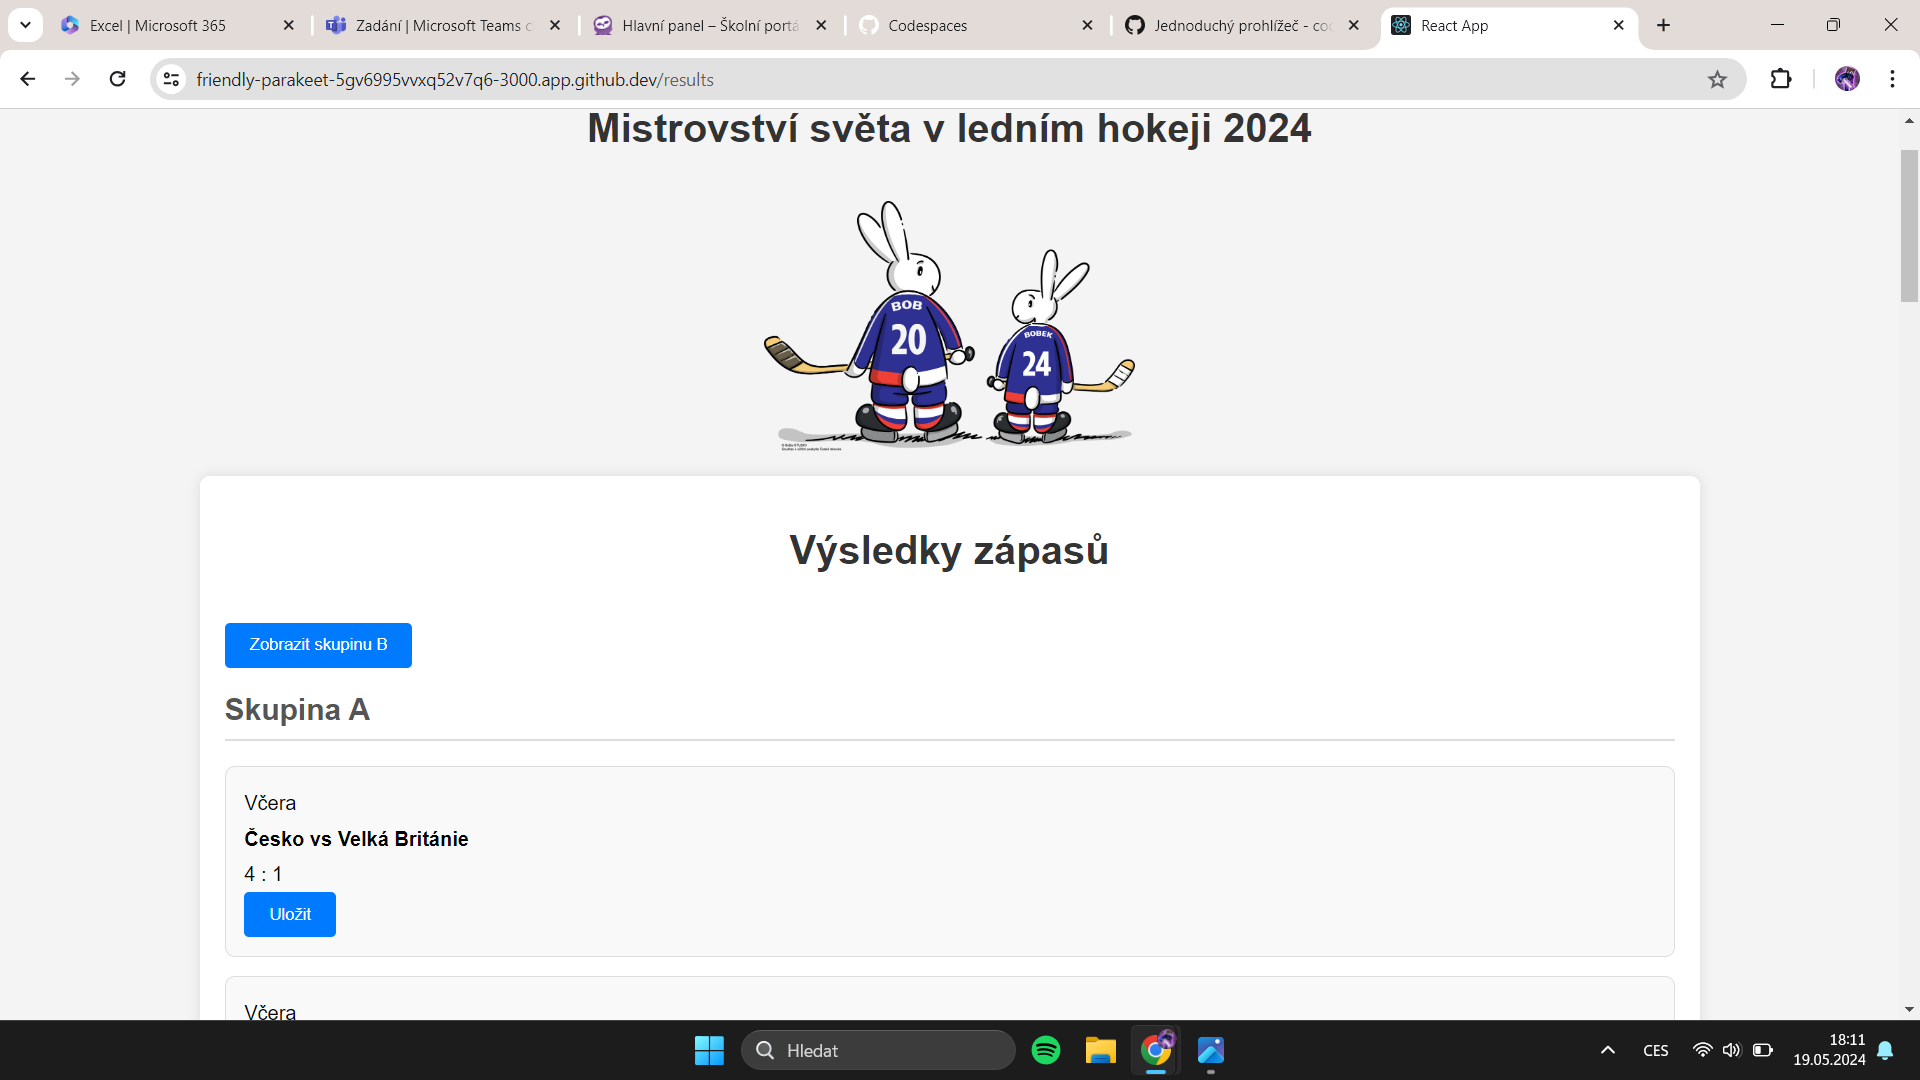 Excel | Microsoft 365
Zadání | Microsoft Teams
Hlavní panel – Školní portá
Codespaces
Jednoduchý prohlížeč - co
React App
friendly-parakeet-5gv6995vvxq52v7q6-3000.app.github.dev/results
Mistrovství světa v ledním hokeji 2024
BOB
20
BOBEK
24
Výsledky zápasů
Zobrazit skupinu B
Skupina A
Včera
Česko vs Velká Británie
4 : 1
Uložit
Včera
Hledat
CES
18:11
19.05.2024